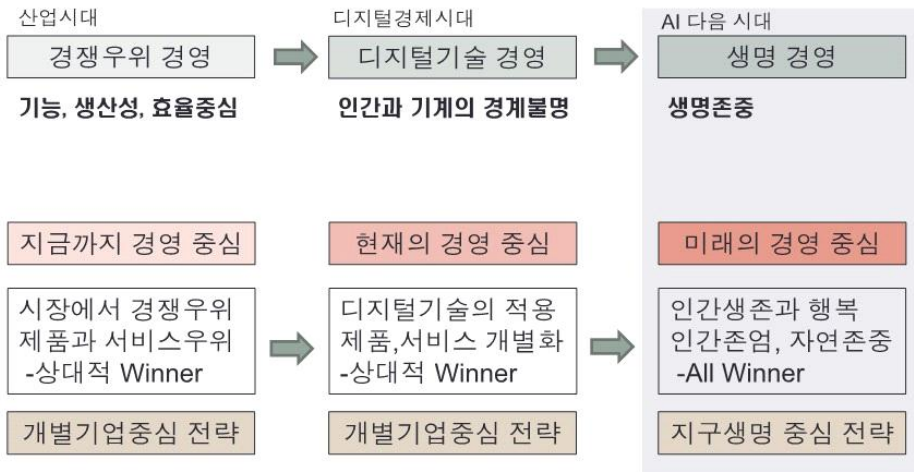 산업시대
디지털경제시대
AI 다음 시대
경쟁우위 경영
디지털기술 경영
생명 경영
기능, 생산성, 효율중심
인간과 기계의 경계불명
생명존중
지금까지 경영 중심
현재의 경영 중심
미래의 경영 중심
시장에서 경쟁우위
제품과 서비스우위
-상대적 Winner
디지털기술의 적용
제품,서비스 개별화
-상대적 Winner
인간생존과 행복
인간존엄, 자연존중
-All Winner
개별기업중심 전략
개별기업중심 전략
지구생명 중심 전략